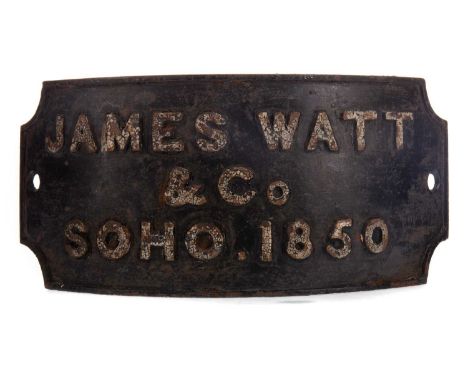 JAMES WATT
& Co
SOHO. 1850